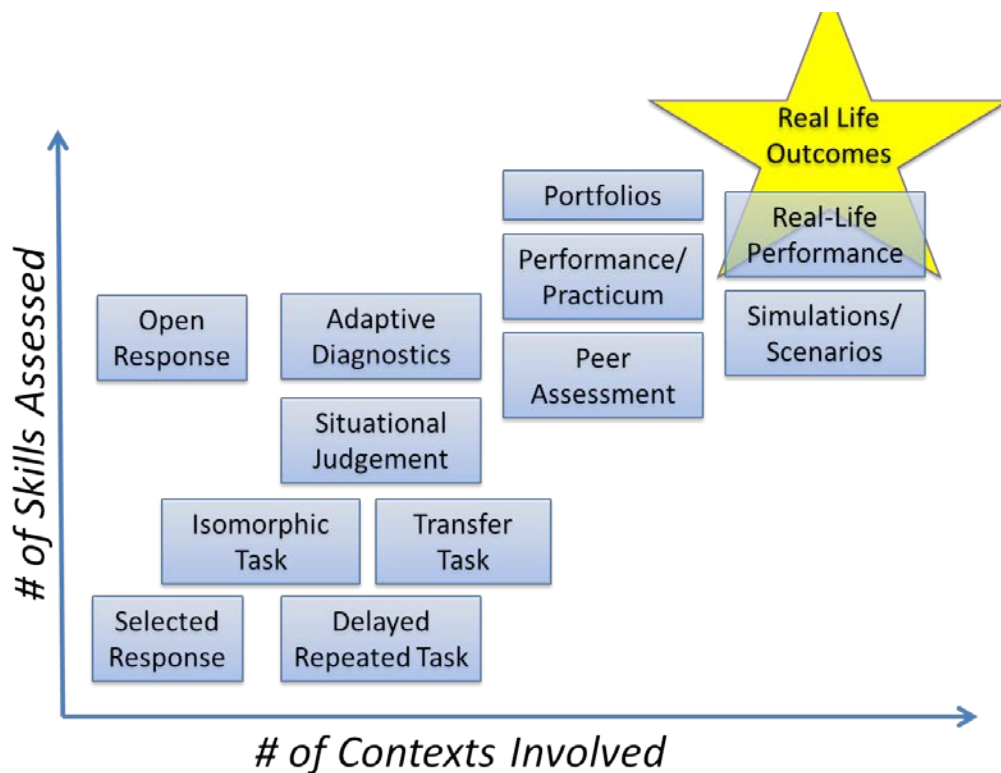 Real Life
Outcomes
Portfolios
Real-Life
Performance
Performance/
Practicum
Open
Response
Adaptive
Diagnostics
Simulations/
Scenarios
Peer
Assessment
Situational
Judgement
Isomorphic
Task
Transfer
Task
Selected
Response
Delayed
Repeated Task
# of Skills Assessed
# of Contexts Involved